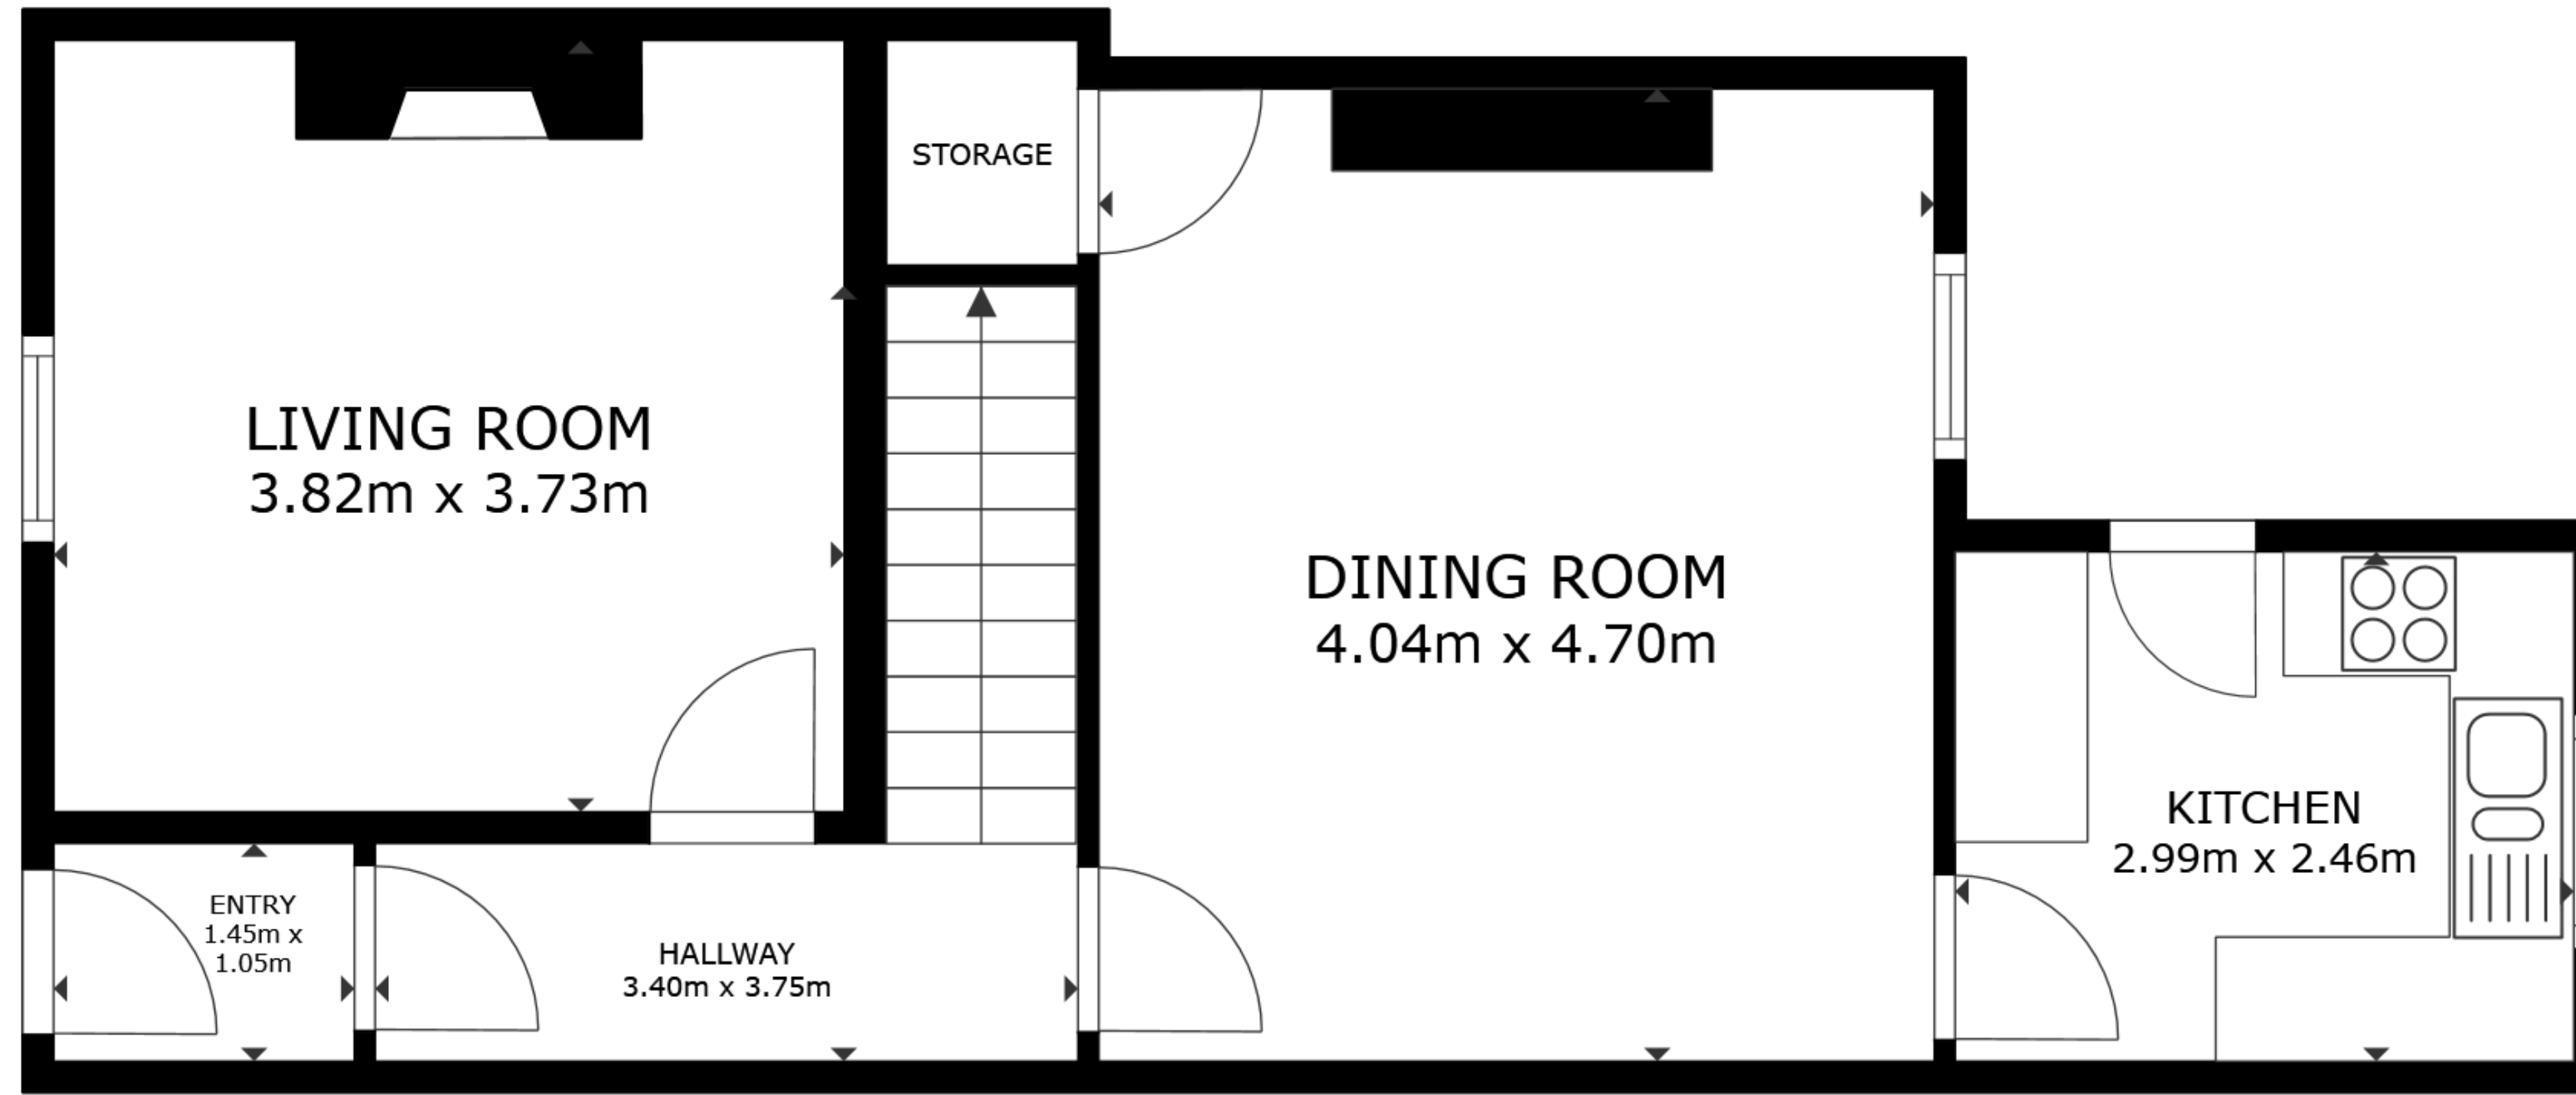 STORAGE
LIVING ROOM
3.82m x 3.73m
DINING ROOM
4.04m x 4.70m
KITCHEN
2.99m x 2.46m
ENTRY
1.45m x
1.05m
HALLWAY
3.40m x 3.75m